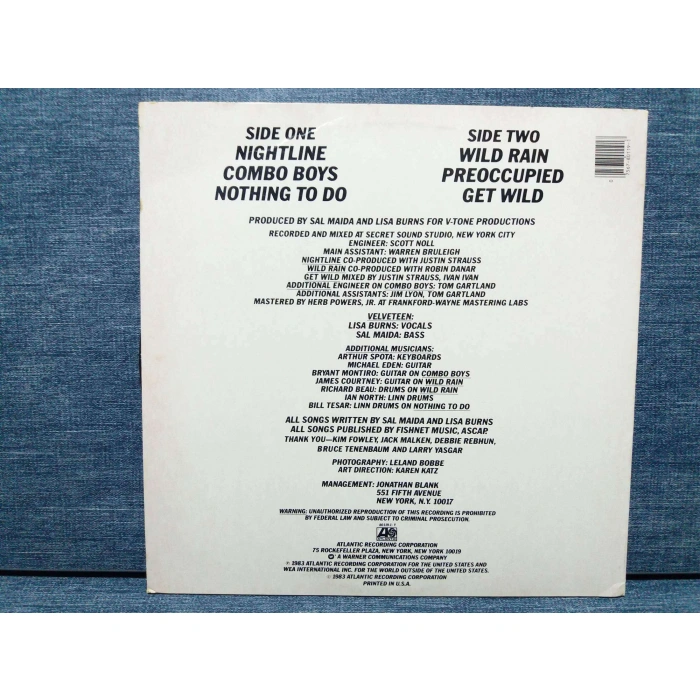 SIDE ONE
NIGHTLINE
COMBO BOYS
NOTHING TO DO
SIDE TWO
WILD RAIN
PREOCCUPIED
GET WILD
PRODUCED BY SAL MAIDA AND LISA BURNS FOR V-TONE PRODUCTIONS
RECORDED AND MIXED AT SECRET SOUND STUDIO, NEW YORK CITY
ENGINEER: SCOTT NOLL
MAIN ASSISTANT: WARREN BRULEIGH
NIGHTLINE CO-PRODUCED WITH JUSTIN STRAUSS
WILD RAIN CO-PRODUCED WITH ROBIN DANAR
GET WILD MIXED BY JUSTIN STRAUSS, IVAN IVAN
ADDITIONAL ENGINEER ON COMBO BOYS: TOM GARTLAND
ADDITIONAL ASSISTANTS: JIM LYON, TOM GARTLAND
MASTERED BY HERB POWERS, JR. AT FRANKFORD-WAYNE MASTERING LABS
VELVETEEN:
LISA BURNS: VOCALS
SAL MAIDA: BASS
ADDITIONAL MUSICIANS:
ARTHUR SPOTA: KEYBOARDS
MICHAEL EDEN: GUITAR
BRYANT MONTIRO: GUITAR ON COMBO BOYS
JAMES COURTNEY: GUITAR ON WILD RAIN
RICHARD BEAU: DRUMS ON WILD RAIN
IAN NORTH: LINN DRUMS
BILL TESAR: LINN DRUMS ON NOTHING TO DO
ALL SONGS WRITTEN BY SAL MAIDA AND LISA BURNS
ALL SONGS PUBLISHED BY FISHNET MUSIC, ASCAP.
THANK YOU—KIM FOWLEY, JACK MALKEN, DEBBIE REBHUN,
BRUCE TENENBAUM AND LARRY YASGAR
PHOTOGRAPHY: LELAND BOBBE
ART DIRECTION: KAREN KATZ
MANAGEMENT: JONATHAN BLANK
551 FIFTH AVENUE
NEW YORK, N.Y. 10017
WARNING: UNAUTHORIZED REPRODUCTION OF THIS RECORDING IS PROHIBITED
BY FEDERAL LAW AND SUBJECT TO CRIMINAL PROSECUTION.
ATLANTIC RECORDING CORPORATION
75 ROCKEFELLER PLAZA, NEW YORK, NEW YORK 10019
A WARNER COMMUNICATIONS COMPANY
℗ 1983 ATLANTIC RECORDING CORPORATION FOR THE UNITED STATES AND
WEA INTERNATIONAL INC. FOR THE WORLD OUTSIDE OF THE UNITED STATES.
© 1983 ATLANTIC RECORDING CORPORATION
PRINTED IN U.S.A.